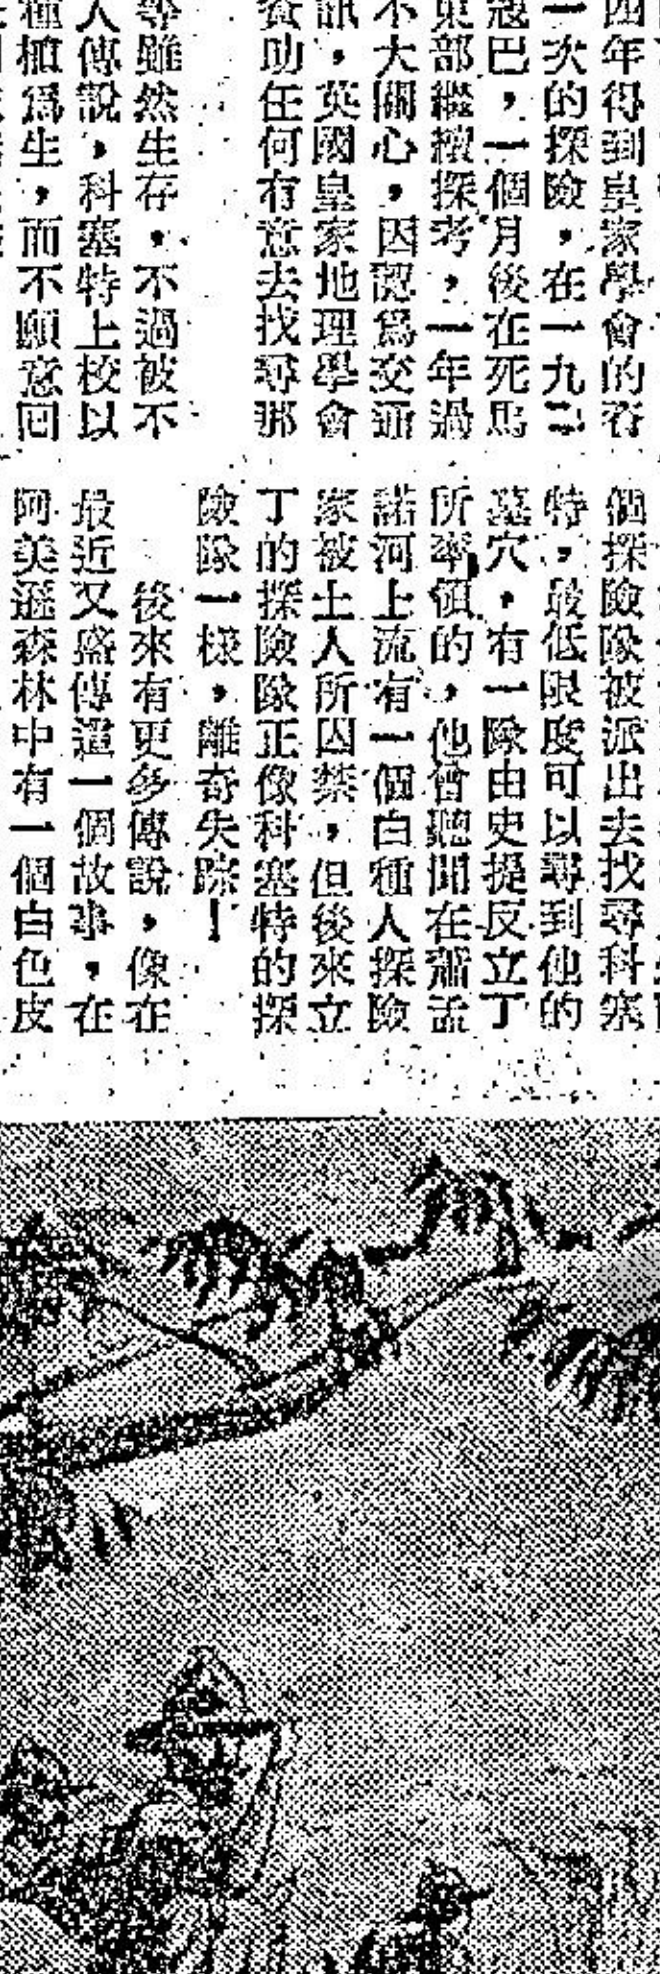 四年得到皇家學會的資
一次的探險，在一九二
寇巴，一個月後在死馬
東部繼續探考，一年過
不大關心，因認爲交通
訊，英國皇家地理學會
資助任何有意去找尋那
等雖然生存，不過被不
人傳說，科塞特上校以
種植爲生，而不願意回
個探險隊被派出去找尋科塞
特，最低限度可以尋到他的
墓穴，有一隊由史提反立丁
所率領的，他曾聽聞在蕭孟
諾河上流有一個白種人探險
家被土人所囚禁，但後來立
丁的探險隊正像科塞特的探
險隊一樣，離奇失踪！
後來有更多傳說，像在
最近又盛傳這一個故事，在
阿美遜森林中有一個白色皮